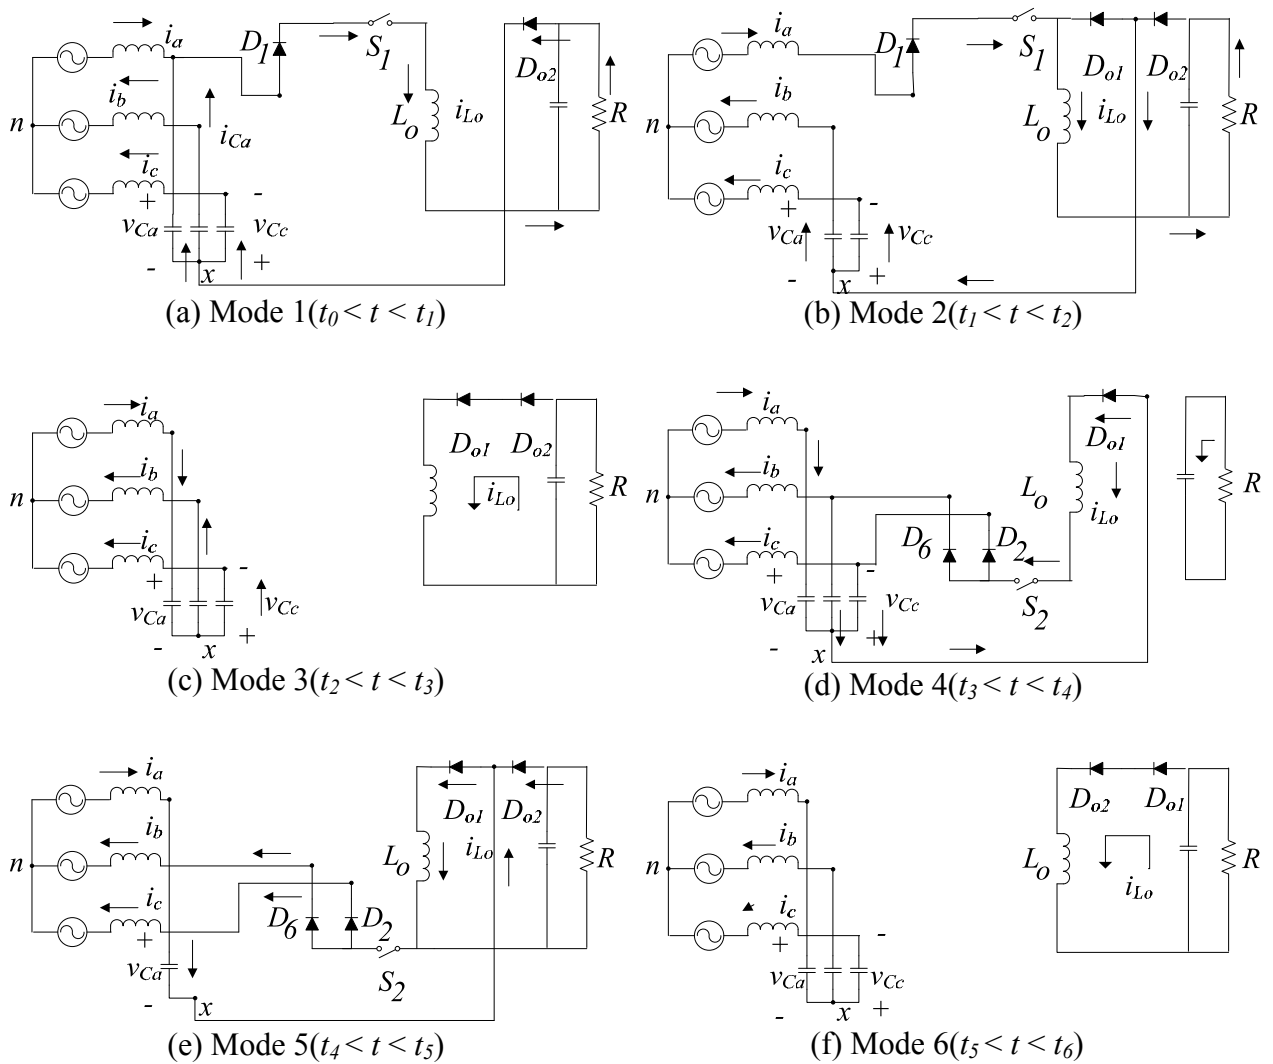 i_a
D_1
S_1
D_o2
i_b
n
i_Ca
L_o
i_Lo
R
i_c
+
-
v_Ca
v_Cc
-
x
+
(a) Mode 1(t_0 < t < t_1)
i_a
D_1
S_1
D_o1
D_o2
i_b
n
L_o
i_Lo
R
i_c
+
-
v_Ca
v_Cc
-
x
+
(b) Mode 2(t_1 < t < t_2)
i_a
D_o1
D_o2
i_b
n
i_Lo
R
i_c
+
-
v_Ca
v_Cc
-
x
+
(c) Mode 3(t_2 < t < t_3)
i_a
D_o1
i_b
n
L_o
i_Lo
R
i_c
D_6
D_2
+
-
v_Ca
v_Cc
S_2
-
x
+
(d) Mode 4(t_3 < t < t_4)
i_a
D_o1
D_o2
i_b
n
L_o
i_Lo
R
i_c
+
D_6
D_2
v_Ca
S_2
-
x
(e) Mode 5(t_4 < t < t_5)
i_a
D_o2
D_o1
i_b
n
L_o
i_Lo
R
i_c
+
-
v_Ca
v_Cc
-
x
+
(f) Mode 6(t_5 < t < t_6)